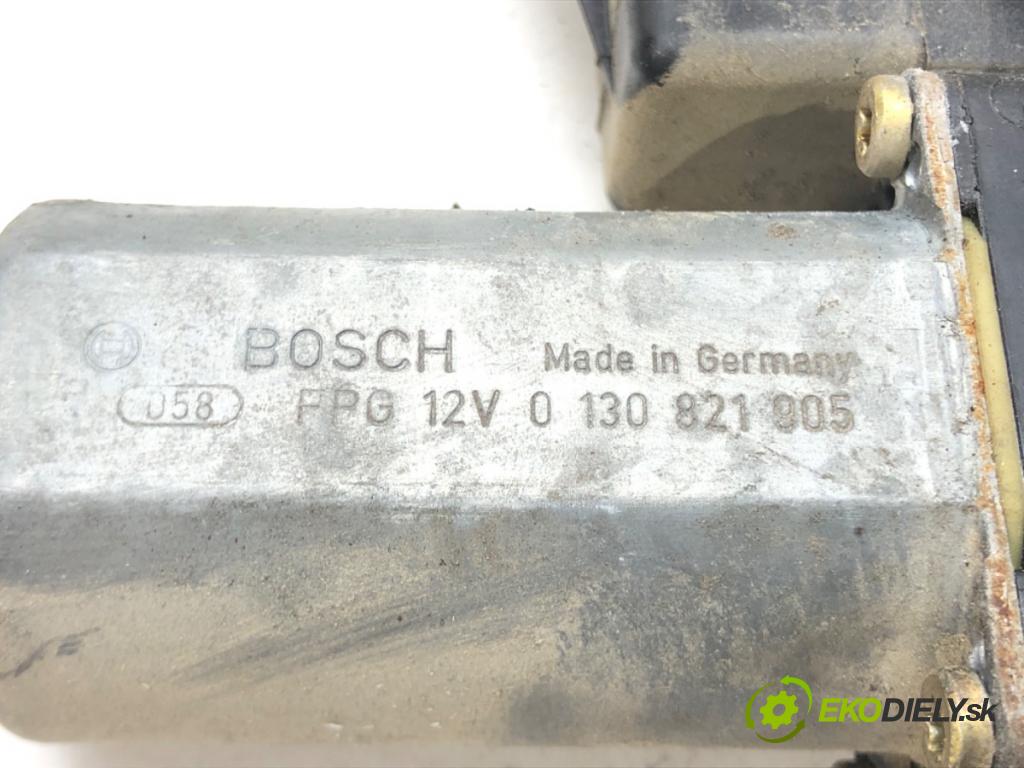 BOSCH Made in Germany
058 FPG 12V 0 130 821 905
EKODIELY.sk